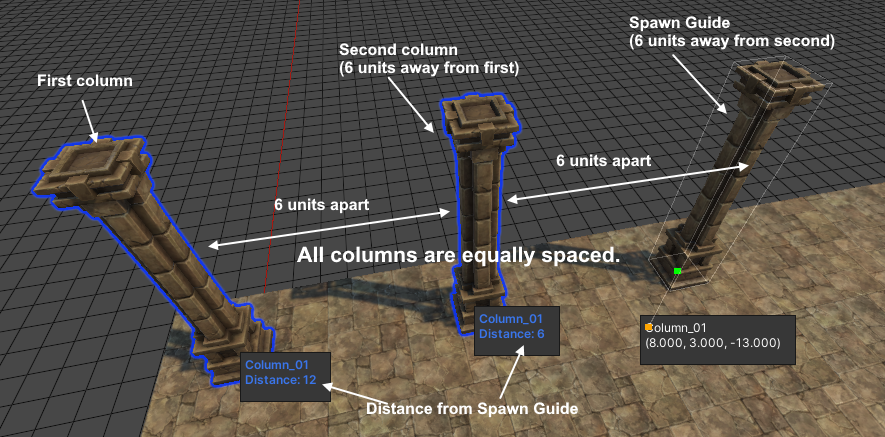 Spawn Guide
(6 units away from second)
Second column
(6 units away from first)
First column
6 units apart
6 units apart
All columns are equally spaced.
Column_01
Distance: 6
Column_01
(8.000, 3.000, -13.000)
Column_01
Distance: 12
Distance from Spawn Guide